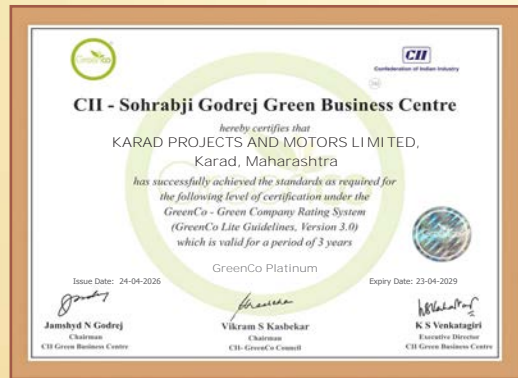 GreenCo
CII
Confederation of Indian Industry
CII - Sohrabji Godrej Green Business Centre
hereby certifies that
KARAD PROJECTS AND MOTORS LIMITED,
Karad, Maharashtra
has successfully achieved the standards as required for
the following level of certification under the
GreenCo - Green Company Rating System
(GreenCo Lite Guidelines, Version 3.0)
which is valid for a period of 3 years
GreenCo Platinum
Issue Date: 24-04-2026
Expiry Date: 23-04-2029
Jamshyd N Godrej
Chairman
CII Green Business Centre
Vikram S Kasbekar
Chairman
CII- GreenCo Council
K S Venkatagiri
Executive Director
CII Green Business Centre